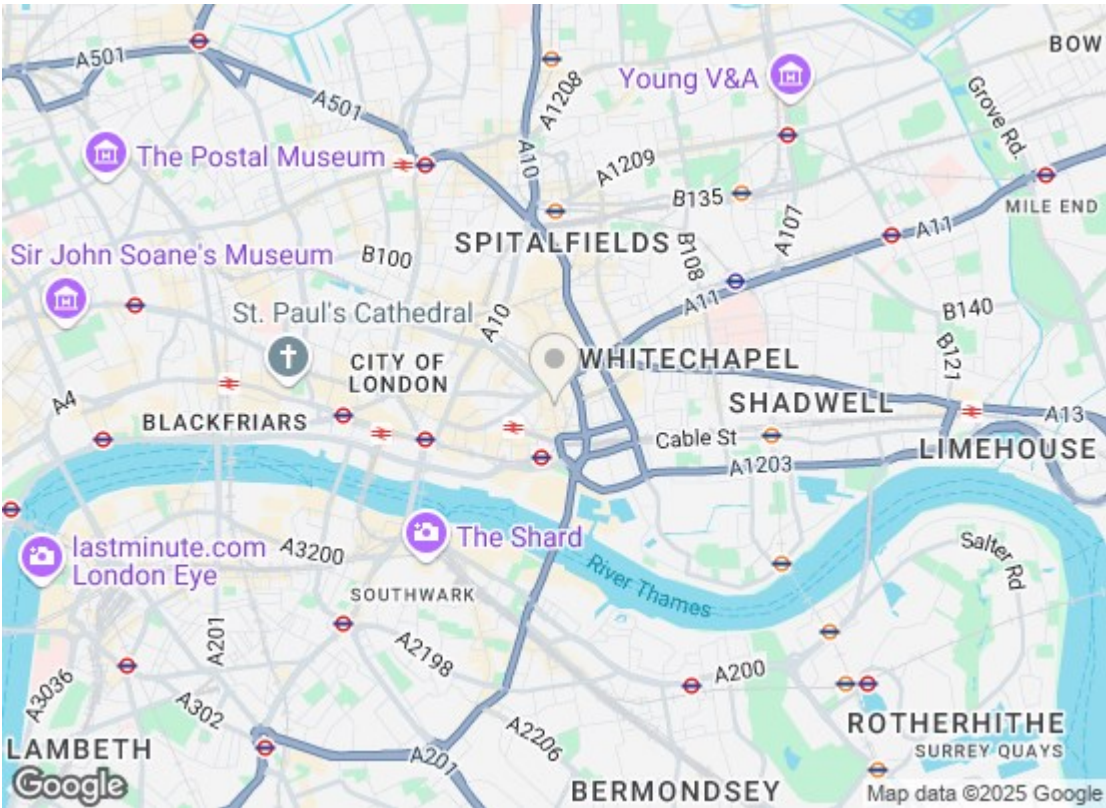 A501
A501
A1208
A10
Young V&A
BOW
Grove Rd.
The Postal Museum
A1209
B135
A107
A11
MILE END
SPITALFIELDS
B108
B100
Sir John Soane's Museum
A11
B140
St. Paul's Cathedral
A10
CITY OF
LONDON
WHITECHAPEL
B121
A4
SHADWELL
A13
BLACKFRIARS
Cable St
LIMEHOUSE
A1203
The Shard
lastminute.com
London Eye
A3200
River Thames
Salter Rd
SOUTHWARK
A201
A2198
A200
A3036
A302
A2206
ROTHERHITHE
SURREY QUAYS
LAMBETH
A201
BERMONDSEY
Google
Map data ©2025 Google